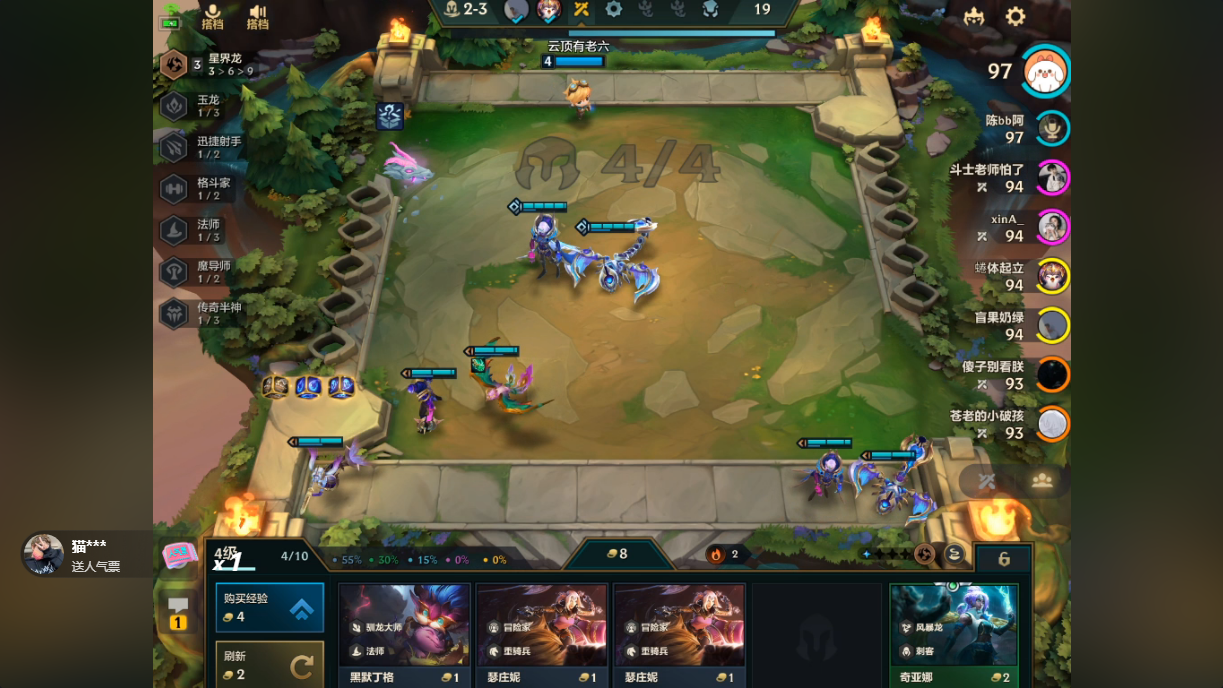 搭档
搭档
2-3
19
云顶有老六
4
4/4
3
星界龙
3 > 6 > 9
玉龙
1 / 3
迅捷射手
1 / 2
格斗家
1 / 2
法师
1 / 3
魔导师
1 / 2
传奇半神
1 / 3
97
陈bb阿
97
斗士老师怕了
94
xinA_
94
蜷体起立
94
盲果奶绿
94
傻子别看朕
93
苍老的小破孩
93
猫***
送人气票
x1
1
4级
4/10
55%
30%
15%
0%
0%
8
2
6
购买经验
4
刷新
2
驯龙大师
法师
黑默丁格
1
冒险家
重骑兵
瑟庄妮
1
冒险家
重骑兵
瑟庄妮
1
风暴龙
刺客
奇亚娜
2